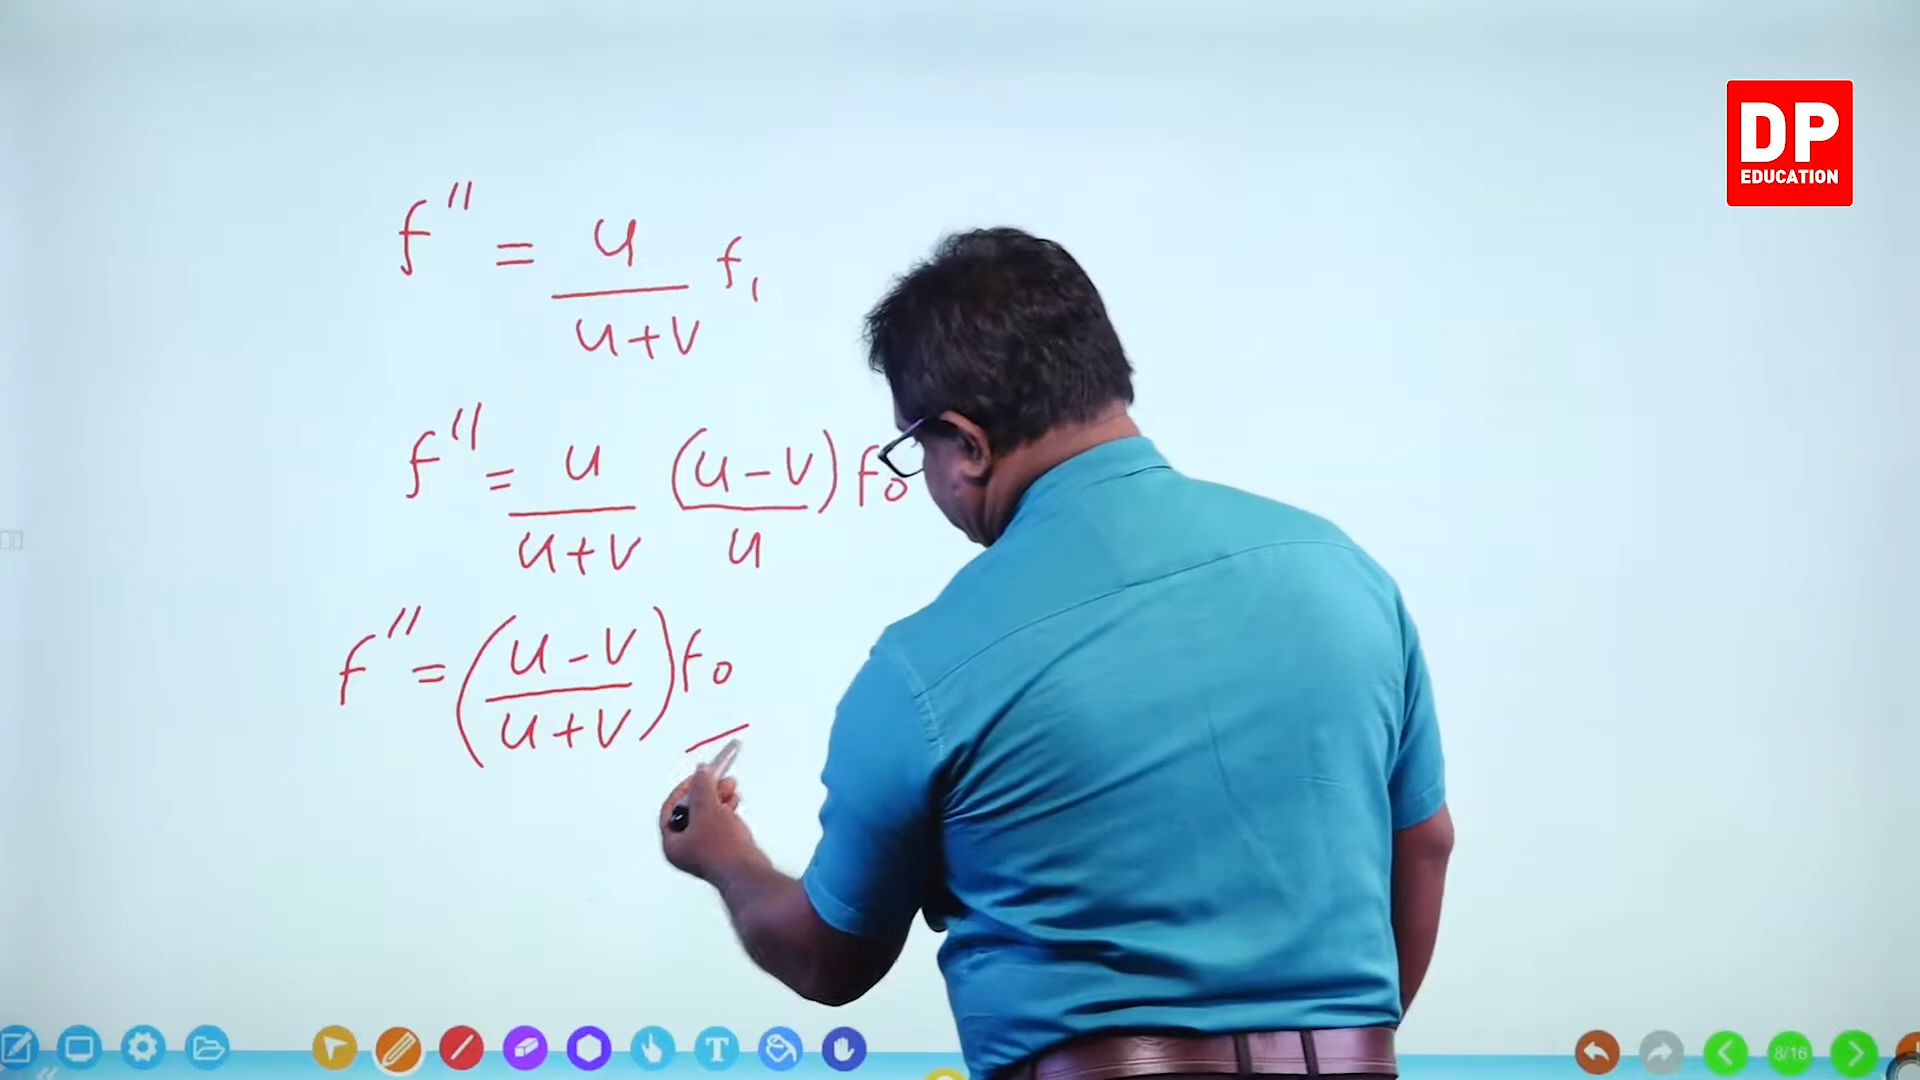 DP
EDUCATION
f'' = u/(u+v) f₁
f'' = u/(u+v) (u-v)/u f₀
f'' = ((u-v)/(u+v)) f₀
T
8/16